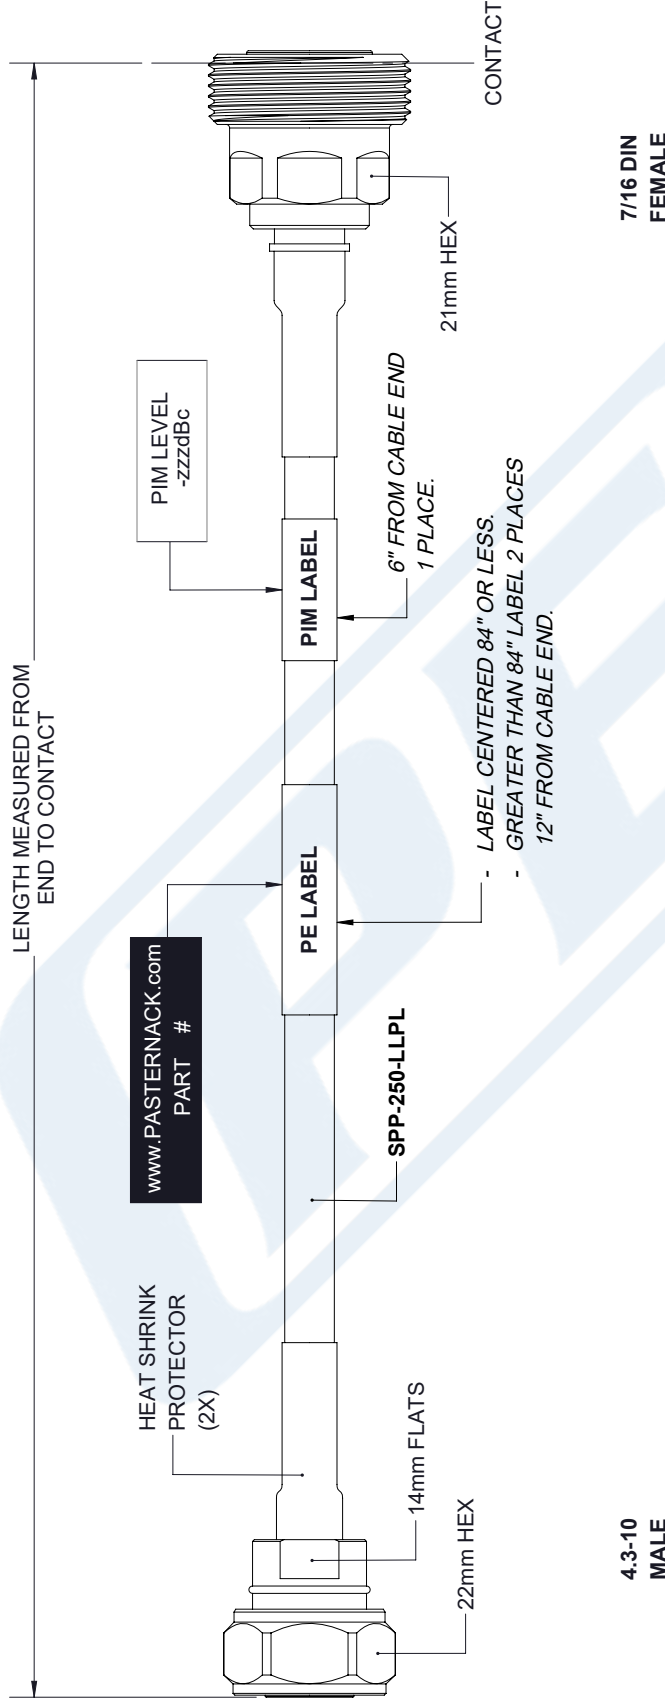 LENGTH MEASURED FROM
END TO CONTACT
www.PASTERNACK.com
PART #
PIM LEVEL
-zzzdBc
HEAT SHRINK
PROTECTOR
(2X)
PE LABEL
PIM LABEL
14mm FLATS
22mm HEX
SPP-250-LLPL
6" FROM CABLE END
1 PLACE.
- LABEL CENTERED 84" OR LESS.
- GREATER THAN 84" LABEL 2 PLACES
12" FROM CABLE END.
21mm HEX
CONTACT
4.3-10
MALE
7/16 DIN
FEMALE